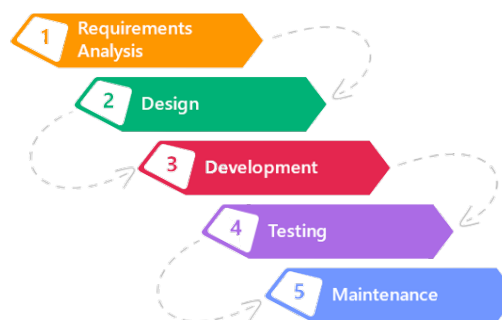 1
Requirements
Analysis
2
Design
3
Development
4
Testing
5
Maintenance